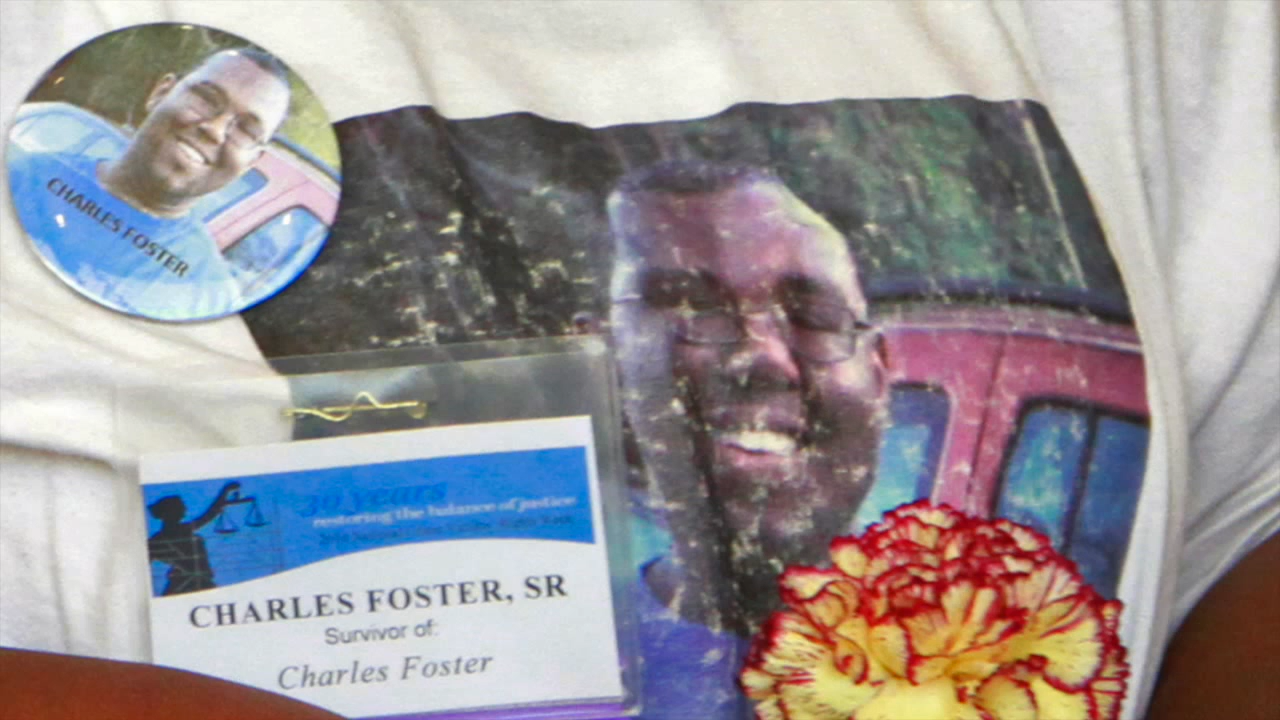 CHARLES FOSTER
30 years
restoring the balance of justice
CHARLES FOSTER, SR
Survivor of:
Charles Foster